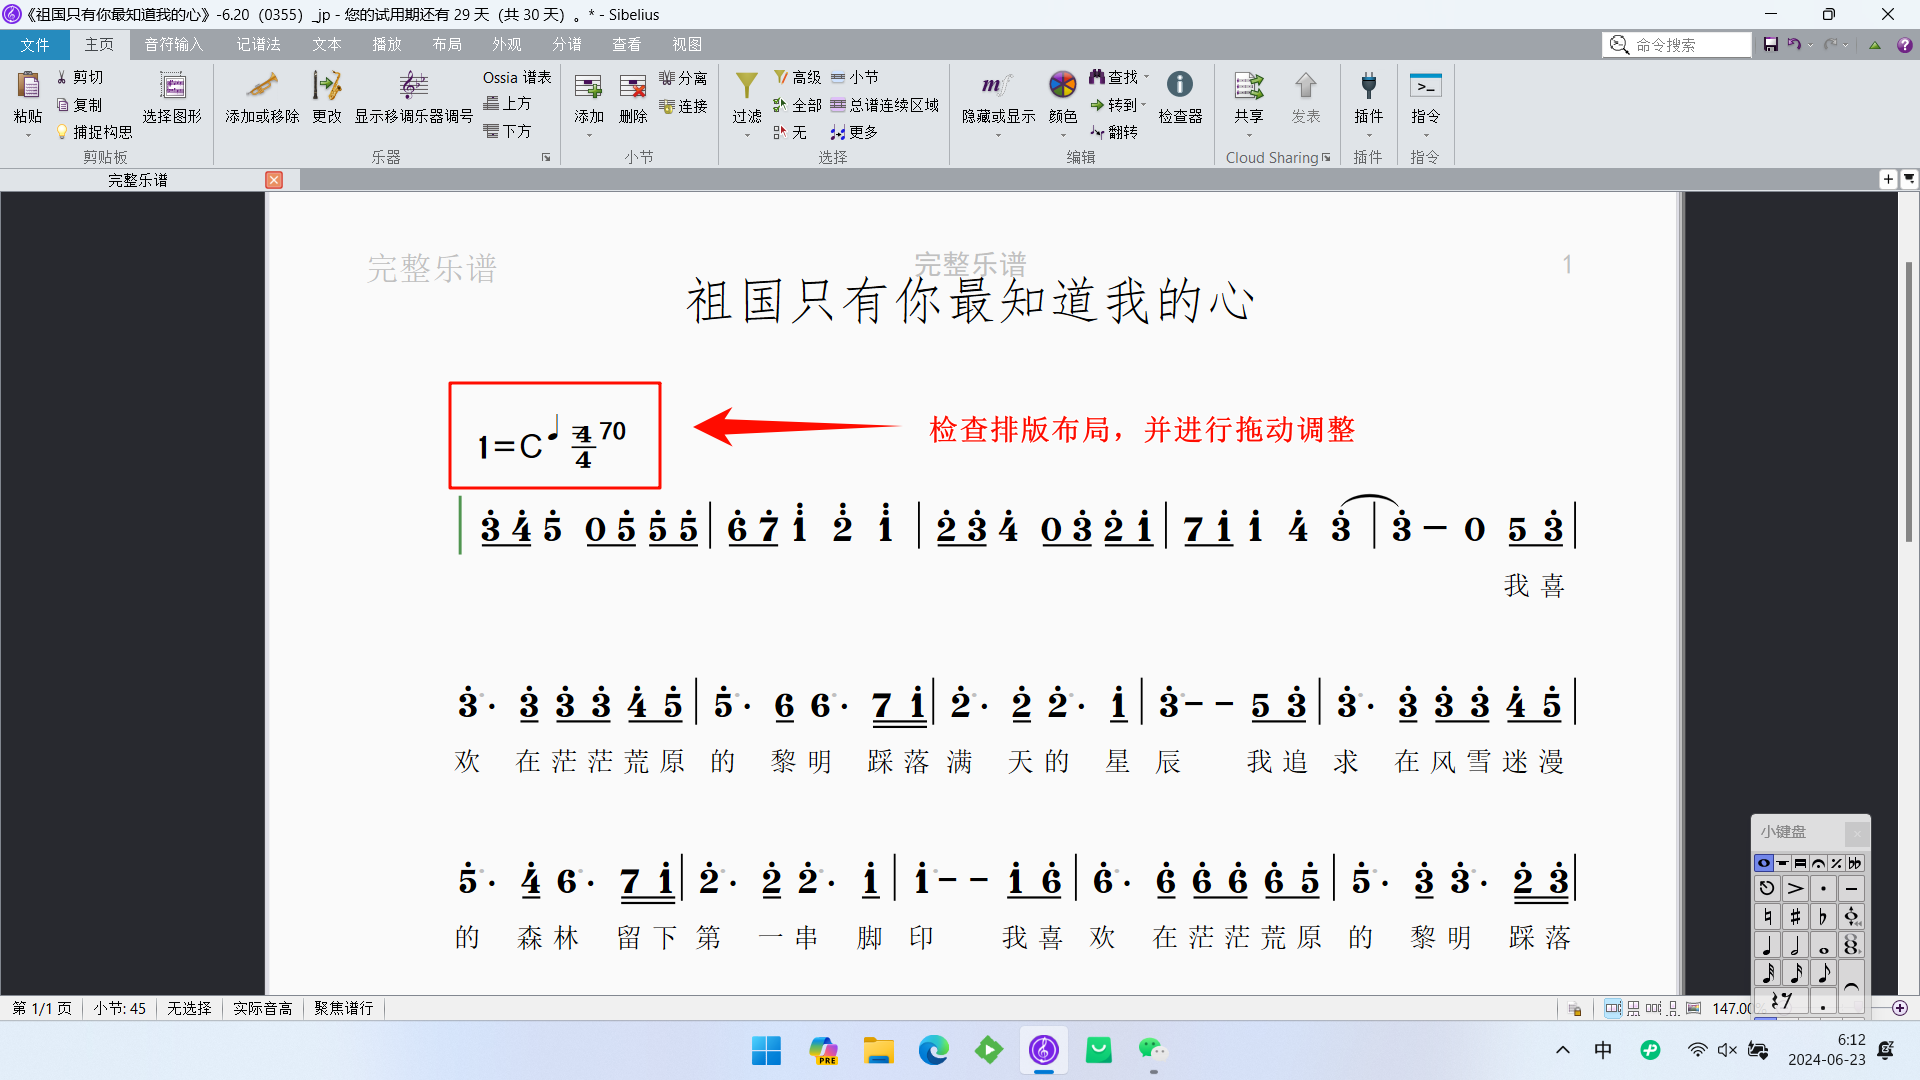 《祖国只有你最知道我的心》-6.20（0355）_jp - 您的试用期还有 29 天（共 30 天）。* - Sibelius
文件 主页 音符输入 记谱法 文本 播放 布局 外观 分谱 查看 视图 命令搜索
粘贴 剪切 复制 捕捉构思 选择图形 剪贴板
添加或移除 更改 显示移调乐器调号 Ossia 谱表 上方 下方 乐器
添加 删除 分离 连接 小节
过滤 高级 全部 无 小节 总谱连续区域 更多 选择
隐藏或显示 颜色 查找 转到 翻转 检查器 编辑
共享 发表 Cloud Sharing
插件 插件
指令 指令
完整乐谱
完整乐谱 完整乐谱 1
祖国只有你最知道我的心
1=C 4/4 =70
检查排版布局，并进行拖动调整
3 4 5 0 5 5 5 | 6 7 1 2 1 | 2 3 4 0 3 2 1 | 7 1 1 4 3 | 3 – 0 5 3 |
我 喜
3· 3 3 3 4 5 | 5· 6 6· 7 1 | 2· 2 2· 1 | 3 – – 5 3 | 3· 3 3 3 4 5 |
欢 在 茫 茫 荒 原 的 黎 明 踩 落 满 天 的 星 辰 我 追 求 在 风 雪 迷 漫
5· 4 6· 7 1 | 2· 2 2· 1 | 1 – – 1 6 | 6· 6 6 6 6 5 | 5· 3 3· 2 3 |
的 森 林 留 下 第 一 串 脚 印 我 喜 欢 在 茫 茫 荒 原 的 黎 明 踩 落
小键盘
第 1/1 页 小节: 45 无选择 实际音高 聚焦谱行 147.00
PRE
中
6:12
2024-06-23